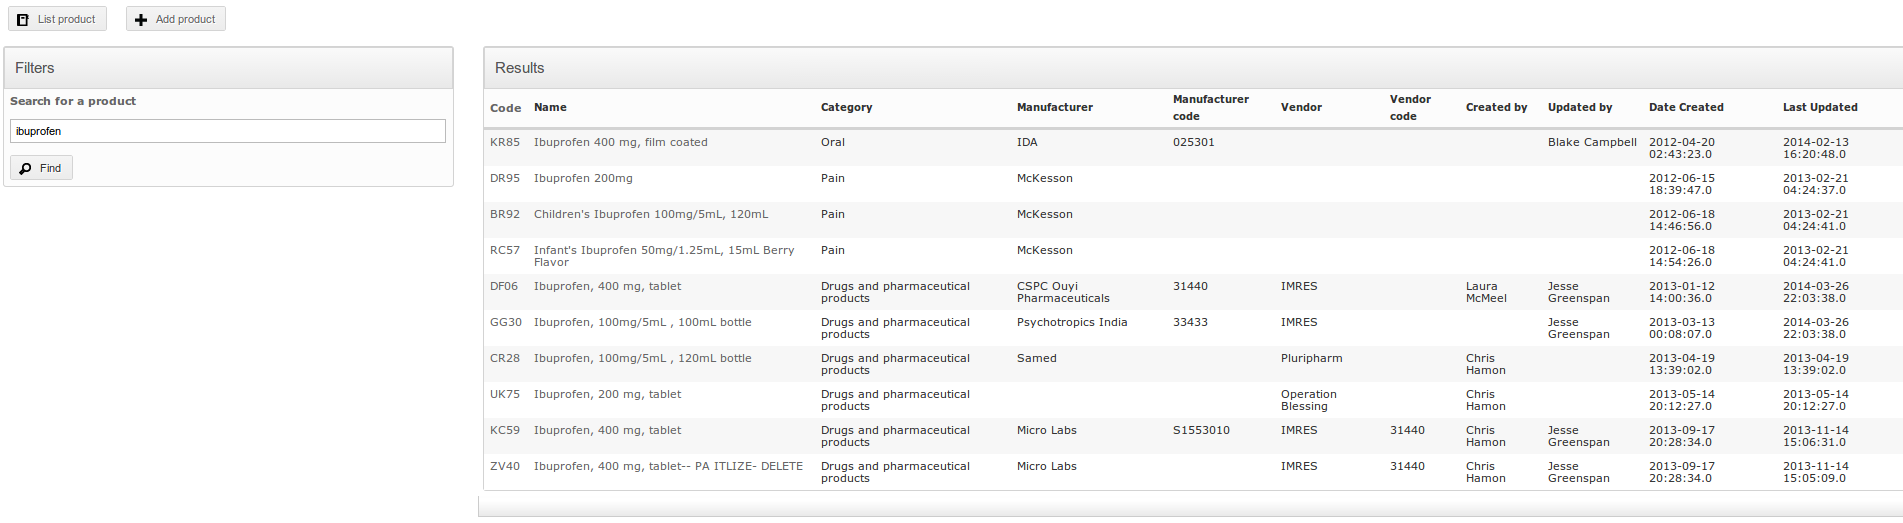 List product Add product
Filters
Search for a product
ibuprofen
Find
Results
Code Name Category Manufacturer Manufacturer code Vendor Vendor code Created by Updated by Date Created Last Updated
KR85 Ibuprofen 400 mg, film coated Oral IDA 025301 Blake Campbell 2012-04-20 02:43:23.0 2014-02-13 16:20:48.0
DR95 Ibuprofen 200mg Pain McKesson 2012-06-15 18:39:47.0 2013-02-21 04:24:37.0
BR92 Children's Ibuprofen 100mg/5mL, 120mL Pain McKesson 2012-06-18 14:46:56.0 2013-02-21 04:24:41.0
RC57 Infant's Ibuprofen 50mg/1.25mL, 15mL Berry Flavor Pain McKesson 2012-06-18 14:54:26.0 2013-02-21 04:24:41.0
DF06 Ibuprofen, 400 mg, tablet Drugs and pharmaceutical products CSPC Ouyi Pharmaceuticals 31440 IMRES Laura McMeel Jesse Greenspan 2013-01-12 14:00:36.0 2014-03-26 22:03:38.0
GG30 Ibuprofen, 100mg/5mL , 100mL bottle Drugs and pharmaceutical products Psychotropics India 33433 IMRES Jesse Greenspan 2013-03-13 00:08:07.0 2014-03-26 22:03:38.0
CR28 Ibuprofen, 100mg/5mL , 120mL bottle Drugs and pharmaceutical products Samed Pluripharm Chris Hamon 2013-04-19 13:39:02.0 2013-04-19 13:39:02.0
UK75 Ibuprofen, 200 mg, tablet Drugs and pharmaceutical products Operation Blessing Chris Hamon 2013-05-14 20:12:27.0 2013-05-14 20:12:27.0
KC59 Ibuprofen, 400 mg, tablet Drugs and pharmaceutical products Micro Labs S1553010 IMRES 31440 Chris Hamon Jesse Greenspan 2013-09-17 20:28:34.0 2013-11-14 15:06:31.0
ZV40 Ibuprofen, 400 mg, tablet-- PA ITLIZE- DELETE Drugs and pharmaceutical products Micro Labs IMRES 31440 Chris Hamon Jesse Greenspan 2013-09-17 20:28:34.0 2013-11-14 15:05:09.0